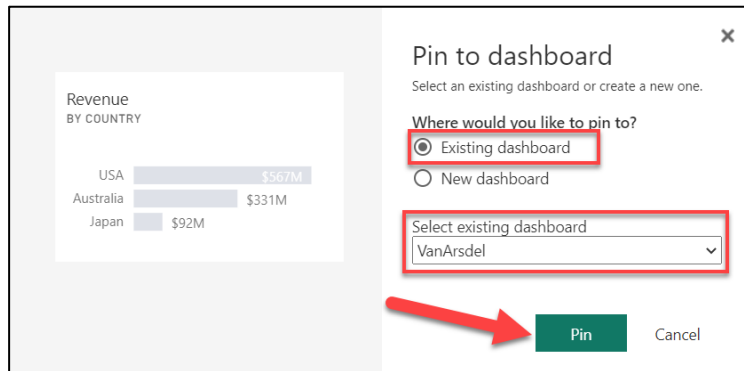 Revenue
BY COUNTRY
USA $567M
Australia $331M
Japan $92M
Pin to dashboard
Select an existing dashboard or create a new one.
Where would you like to pin to?
Existing dashboard
New dashboard
Select existing dashboard
VanArsdel
Pin Cancel